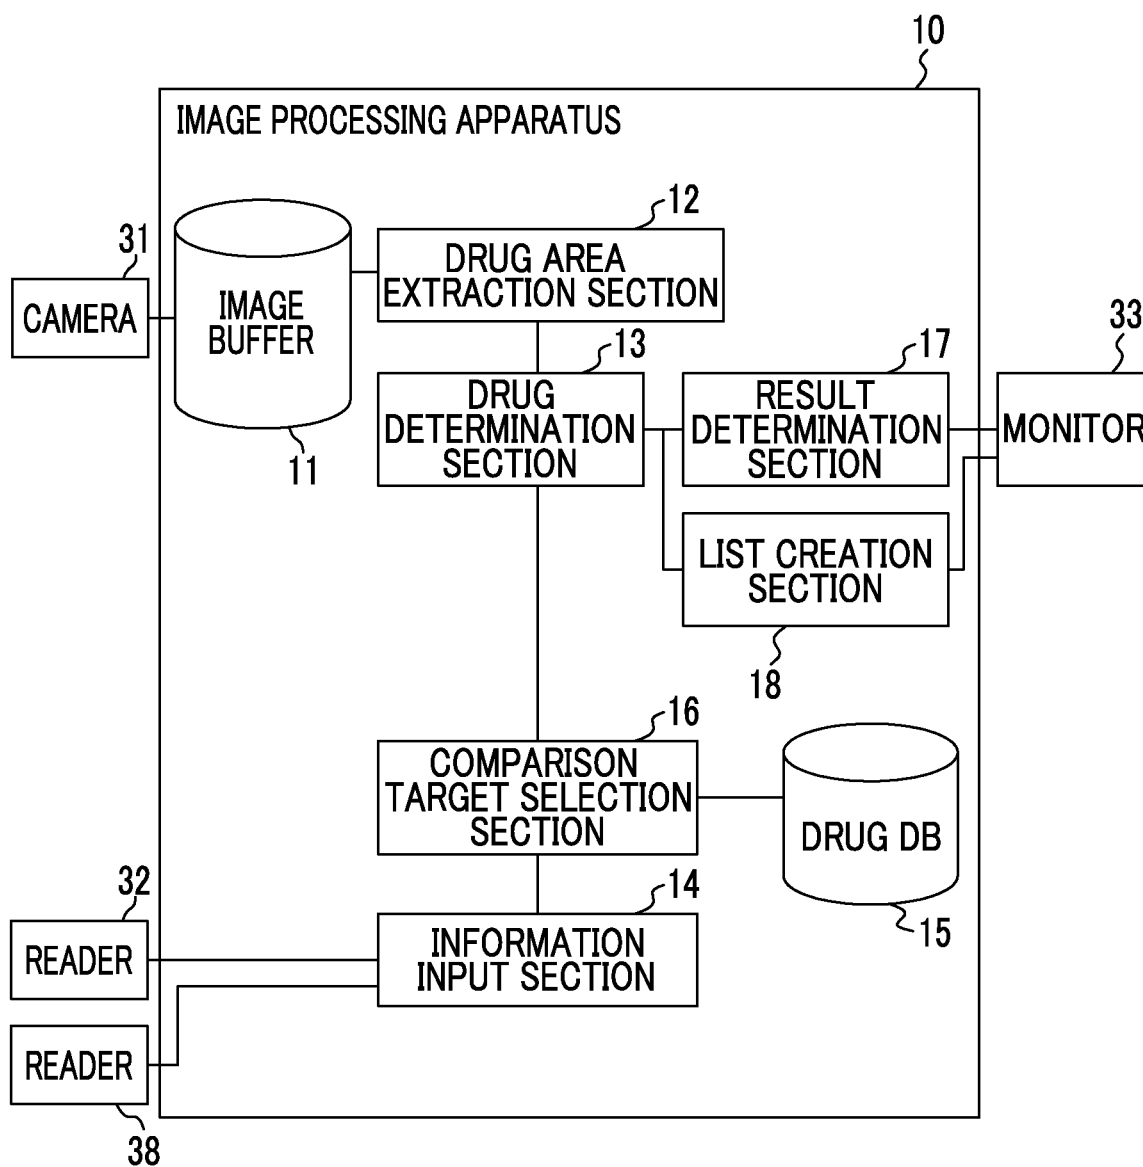 10
IMAGE PROCESSING APPARATUS
12
31
DRUG AREA
EXTRACTION SECTION
CAMERA
IMAGE
BUFFER
11
13
DRUG
DETERMINATION
SECTION
17
RESULT
DETERMINATION
SECTION
33
MONITOR
LIST CREATION
SECTION
18
16
COMPARISON
TARGET SELECTION
SECTION
DRUG DB
15
32
READER
14
INFORMATION
INPUT SECTION
READER
38